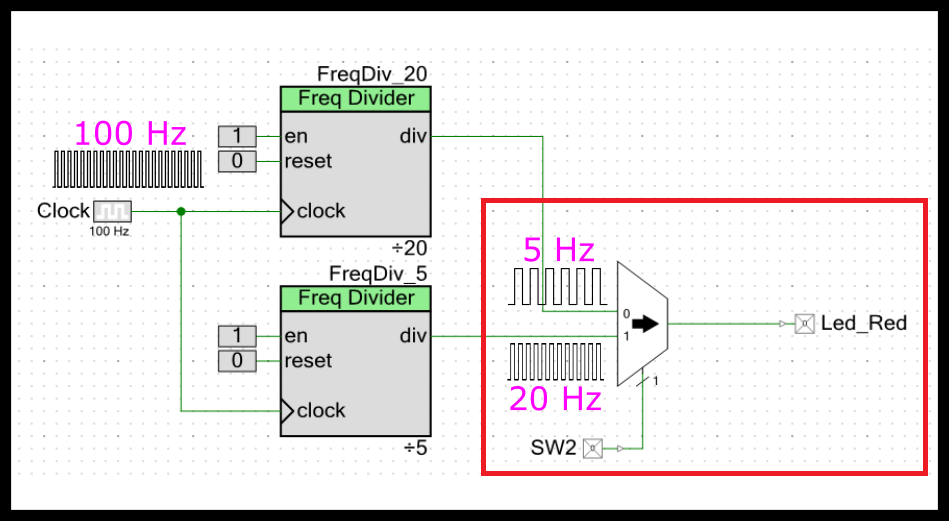 FreqDiv_20
Freq Divider
100 Hz
1
en
div
0
reset
Clock
clock
100 Hz
÷20
5 Hz
FreqDiv_5
Freq Divider
0
Led_Red
1
en
div
1
0
reset
20 Hz
1
clock
SW2
÷5